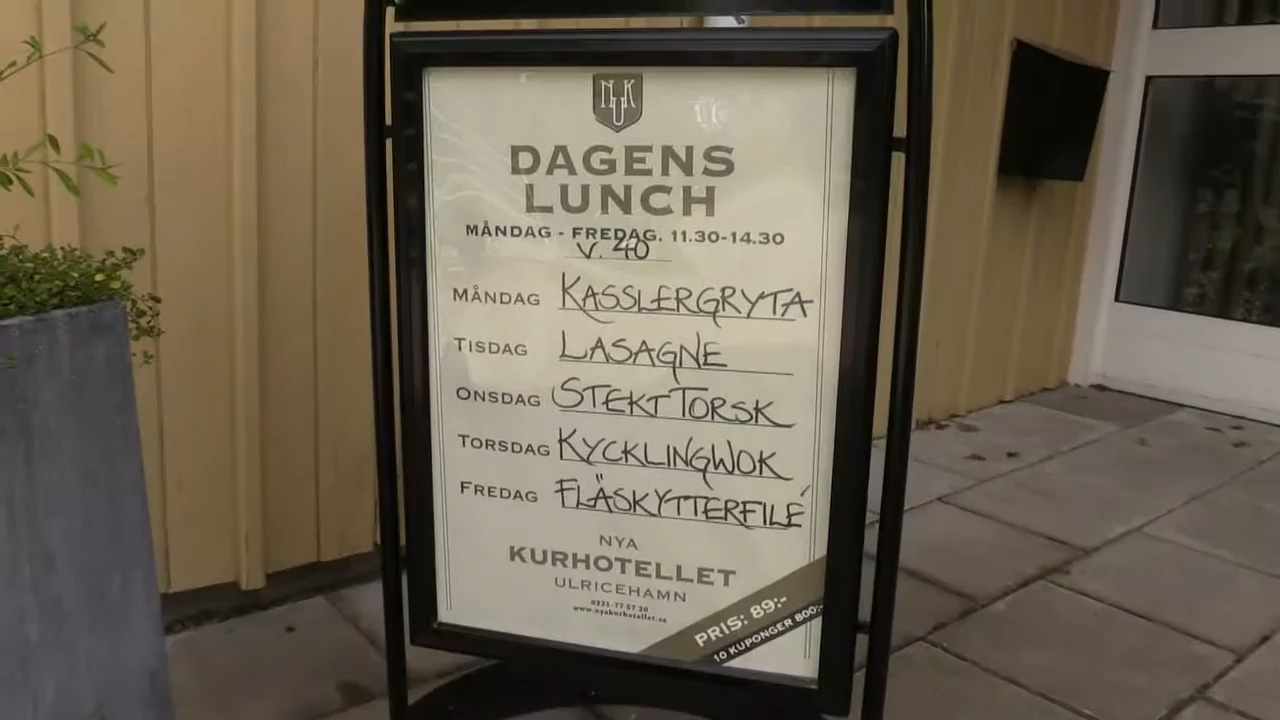 NUK
DAGENS
LUNCH
MÅNDAG - FREDAG. 11.30-14.30
V. 40
MÅNDAG KASSLERGRYTA
TISDAG LASAGNE
ONSDAG STEKT TORSK
TORSDAG KYCKLINGWOK
FREDAG FLÄSKYTTERFILÉ
NYA
KURHOTELLET
ULRICEHAMN
0321-77 57 20
www.nyakurhotellet.se
PRIS: 89:-
10 KUPONGER 800:-